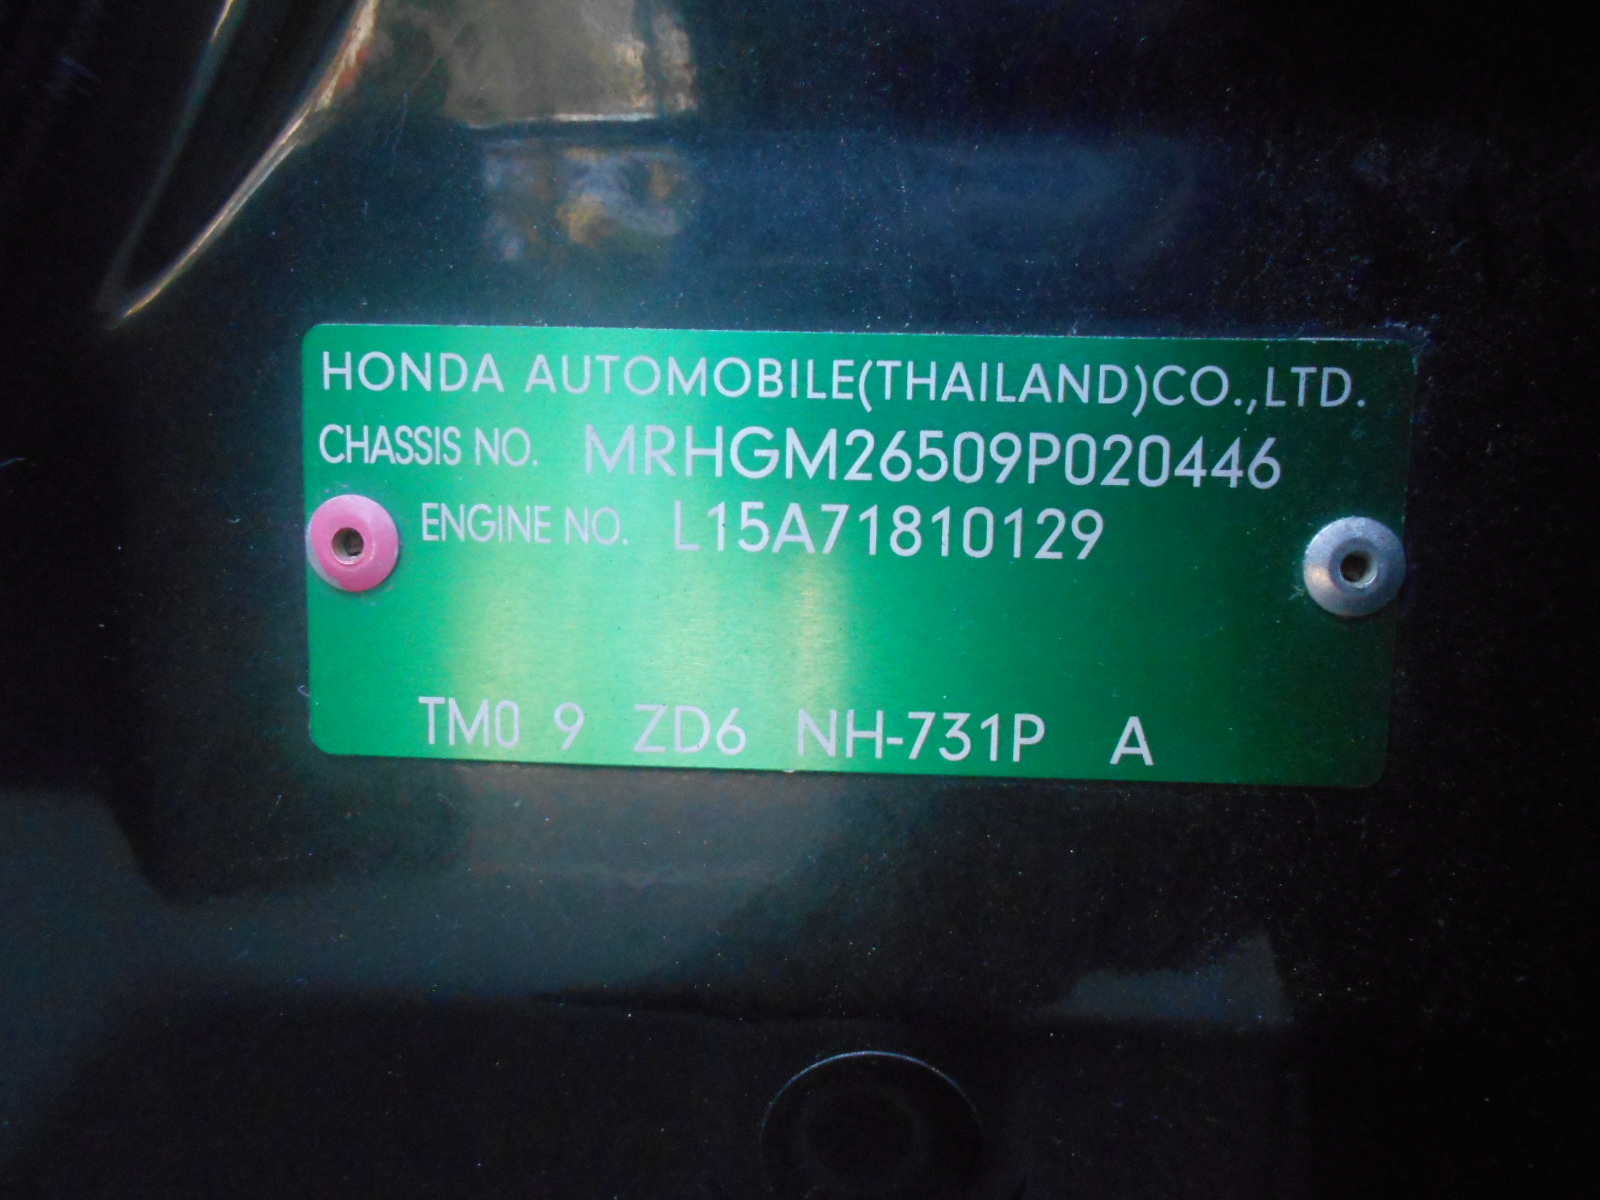 HONDA AUTOMOBILE(THAILAND)CO.,LTD.
CHASSIS NO. MRHGM26509P020446
ENGINE NO. L15A71810129
TM0 9 ZD6 NH-731P A